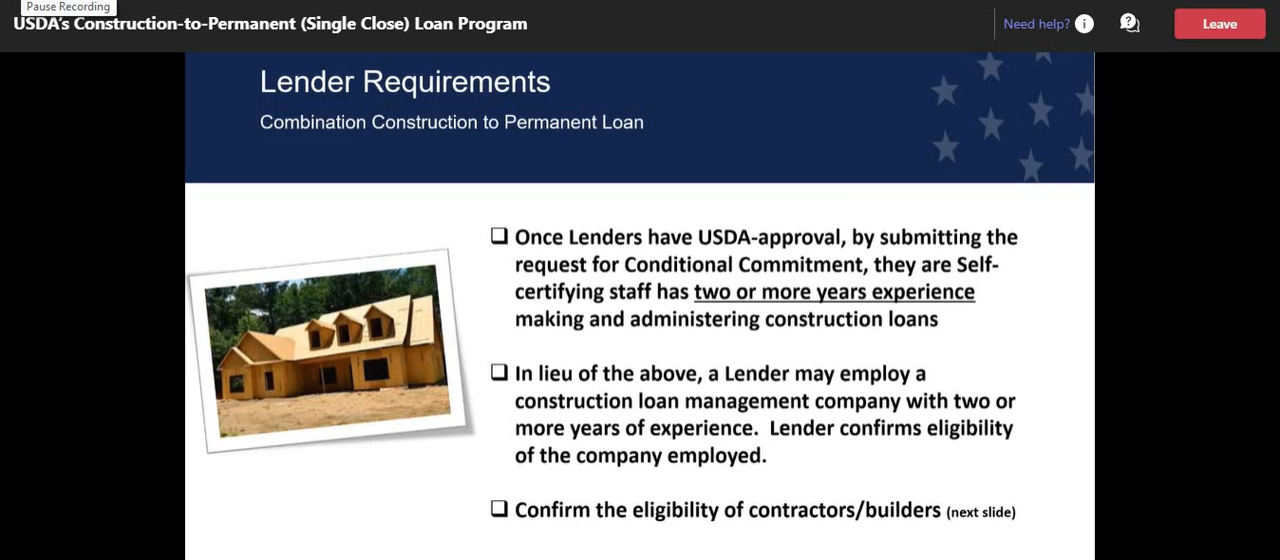 Pause Recording
USDA's Construction-to-Permanent (Single Close) Loan Program
Need help?
Leave
Lender Requirements
Combination Construction to Permanent Loan
❑ Once Lenders have USDA-approval, by submitting the
request for Conditional Commitment, they are Self-
certifying staff has two or more years experience
making and administering construction loans
❑ In lieu of the above, a Lender may employ a
construction loan management company with two or
more years of experience. Lender confirms eligibility
of the company employed.
❑ Confirm the eligibility of contractors/builders (next slide)